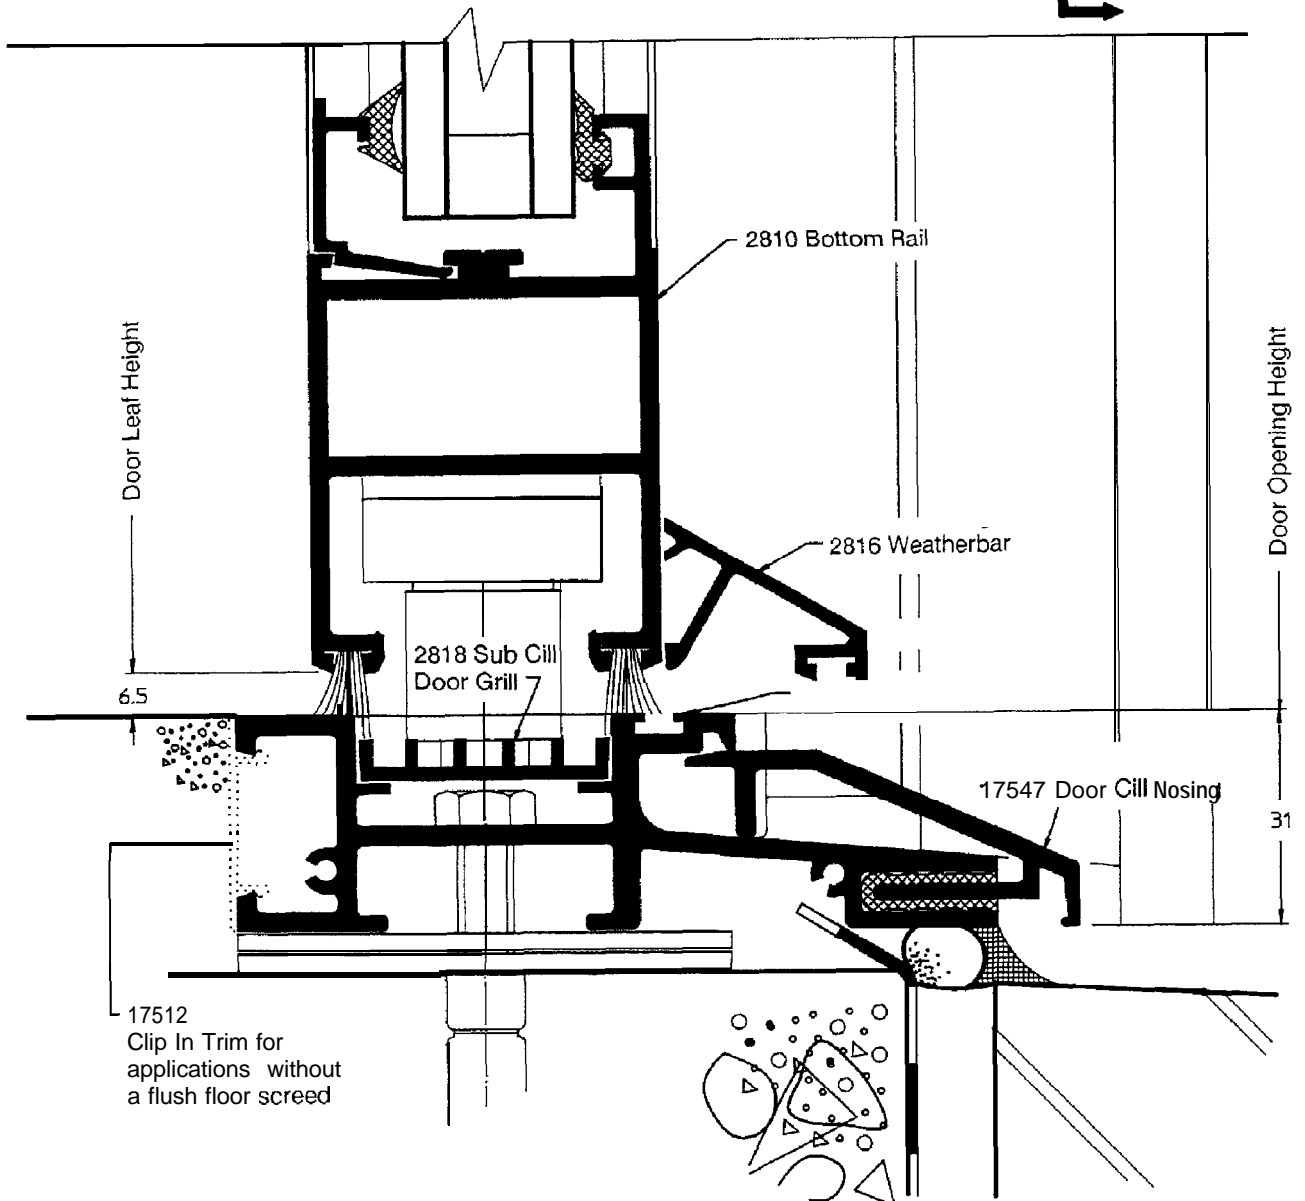 2810 Bottom Rail
Door Leaf Height
Door Opening Height
2816 Weatherbar
2818 Sub Cill
Door Grill
6.5
17547 Door Cill Nosing
31
17512
Clip In Trim for
applications without
a flush floor screed